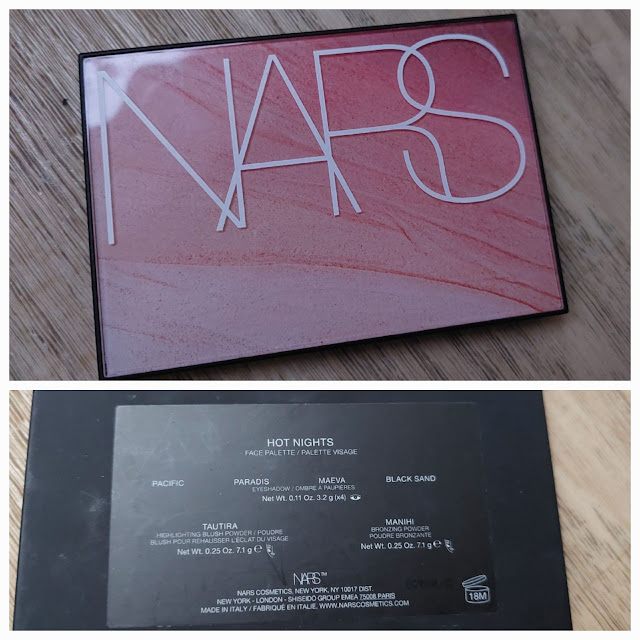 NARS
HOT NIGHTS
FACE PALETTE / PALETTE VISAGE
PACIFIC PARADIS MAEVA BLACK SAND
EYESHADOW / OMBRE A PAUPIÈRES
Net Wt. 0.11 Oz. 3.2 g (x4)
TAUTIRA MANIHI
HIGHLIGHTING BLUSH POWDER / POUDRE BRONZING POWDER
BLUSH POUR REHAUSSER L'ÉCLAT DU VISAGE POUDRE BRONZANTE
Net Wt. 0.25 Oz. 7.1 g ℮ Net Wt. 0.25 Oz. 7.1 g ℮
NARS™
NARS COSMETICS, NEW YORK, NY 10017 DIST.
NEW YORK - LONDON - SHISEIDO GROUP EMEA 75008 PARIS
MADE IN ITALY / FABRIQUÉ EN ITALIE, WWW.NARSCOSMETICS.COM
18M